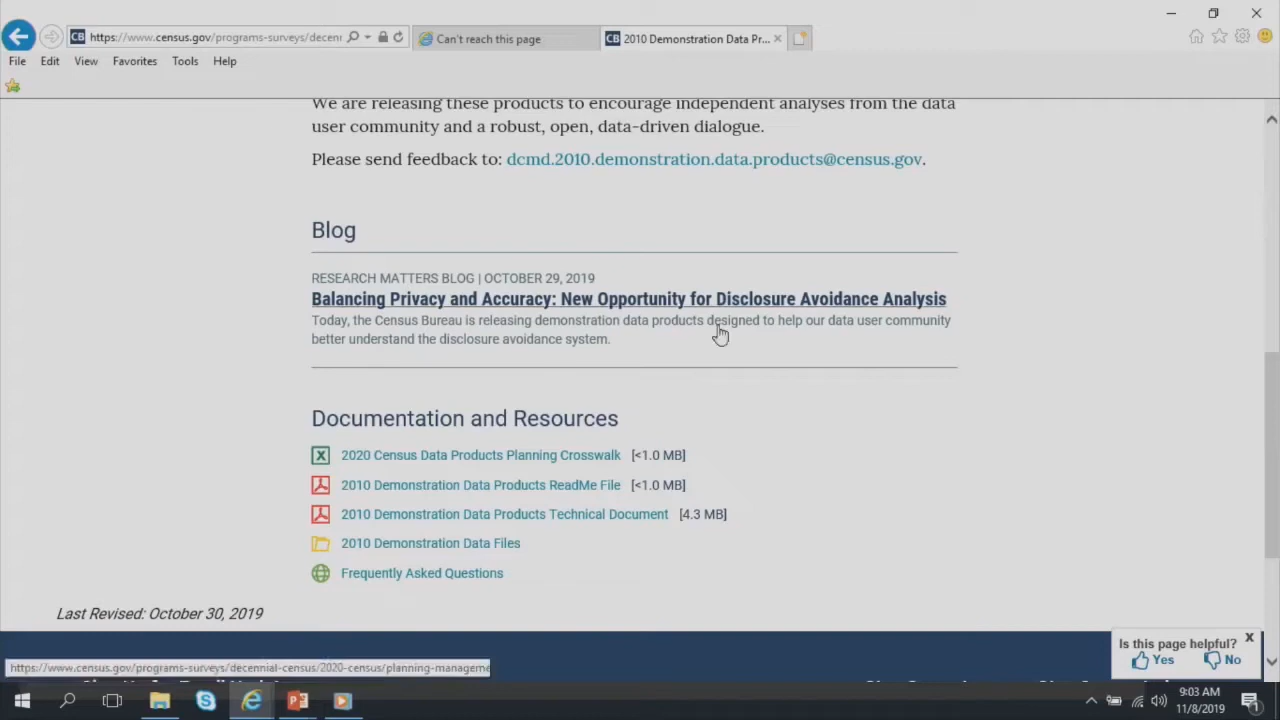 https://www.census.gov/programs-surveys/decenn
Can't reach this page
CB 2010 Demonstration Data Pr...
File Edit View Favorites Tools Help
We are releasing these products to encourage independent analyses from the data
user community and a robust, open, data-driven dialogue.
Please send feedback to: dcmd.2010.demonstration.data.products@census.gov.
Blog
RESEARCH MATTERS BLOG | OCTOBER 29, 2019
Balancing Privacy and Accuracy: New Opportunity for Disclosure Avoidance Analysis
Today, the Census Bureau is releasing demonstration data products designed to help our data user community
better understand the disclosure avoidance system.
Documentation and Resources
2020 Census Data Products Planning Crosswalk [<1.0 MB]
2010 Demonstration Data Products ReadMe File [<1.0 MB]
2010 Demonstration Data Products Technical Document [4.3 MB]
2010 Demonstration Data Files
Frequently Asked Questions
Last Revised: October 30, 2019
Is this page helpful? X
Yes No
https://www.census.gov/programs-surveys/decennial-census/2020-census/planning-manageme
9:03 AM
11/8/2019